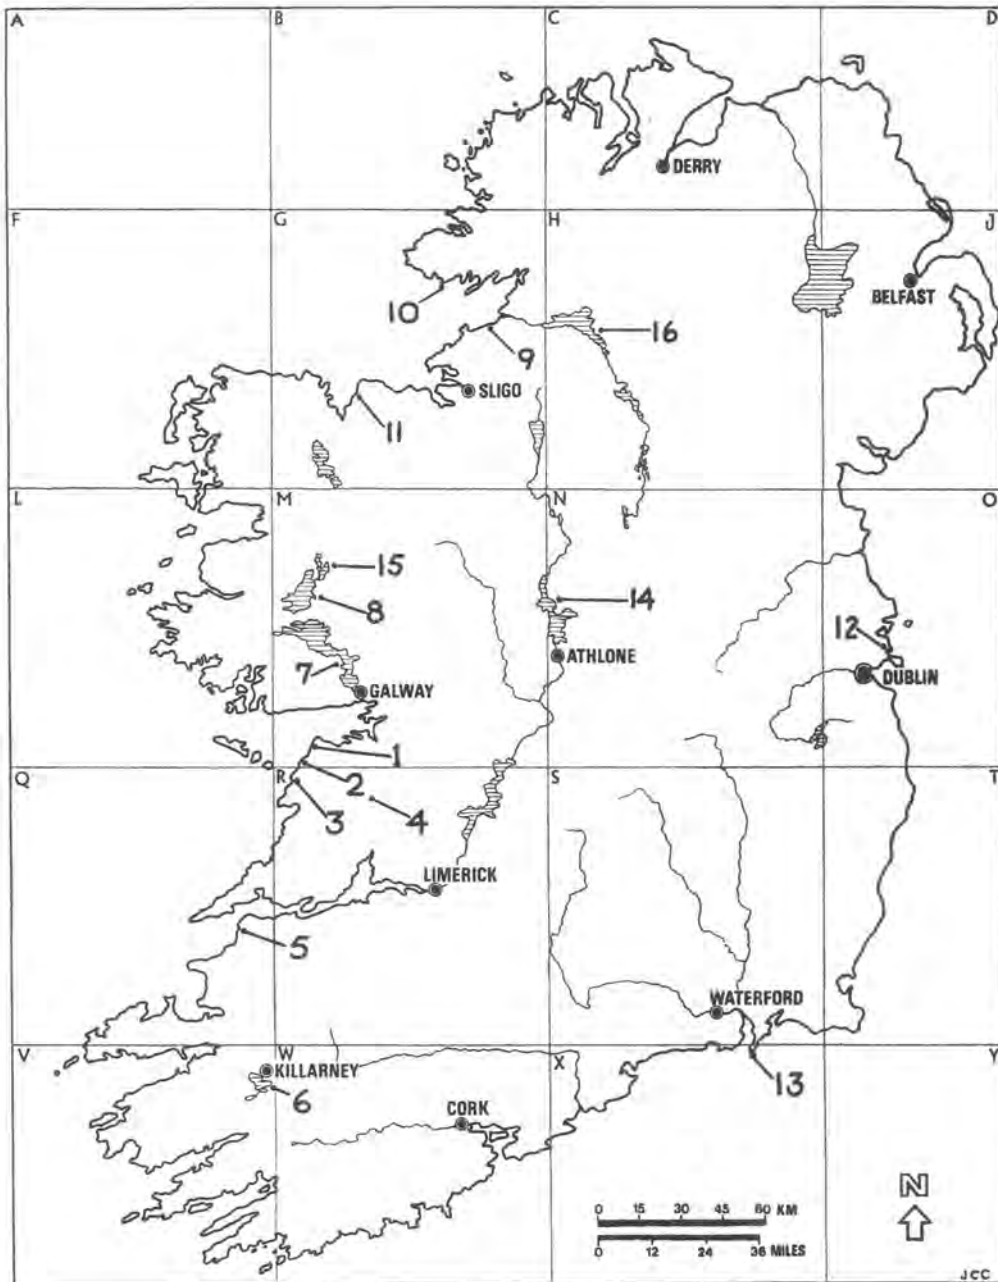 A B C D
DERRY
F G H J
BELFAST
10
16
9
SLIGO
11
L M N O
15
14
8
12
ATHLONE
7
DUBLIN
GALWAY
1
Q R 2 S T
3 4
LIMERICK
5
WATERFORD
V W X Y
KILLARNEY
13
6
CORK
N
0 15 30 45 60 KM
0 12 24 36 MILES
JCC